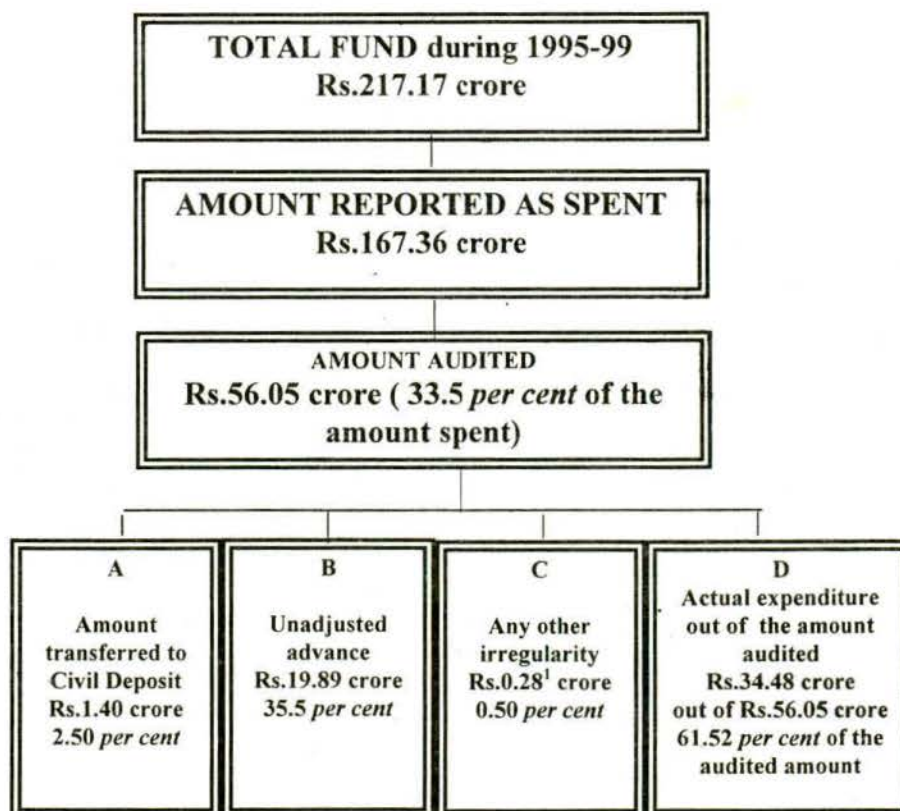 TOTAL FUND during 1995-99
Rs.217.17 crore
AMOUNT REPORTED AS SPENT
Rs.167.36 crore
AMOUNT AUDITED
Rs.56.05 crore ( 33.5 per cent of the
amount spent)
A
Amount
transferred to
Civil Deposit
Rs.1.40 crore
2.50 per cent
B
Unadjusted
advance
Rs.19.89 crore
35.5 per cent
C
Any other
irregularity
Rs.0.28¹ crore
0.50 per cent
D
Actual expenditure
out of the amount
audited
Rs.34.48 crore
out of Rs.56.05 crore
61.52 per cent of the
audited amount